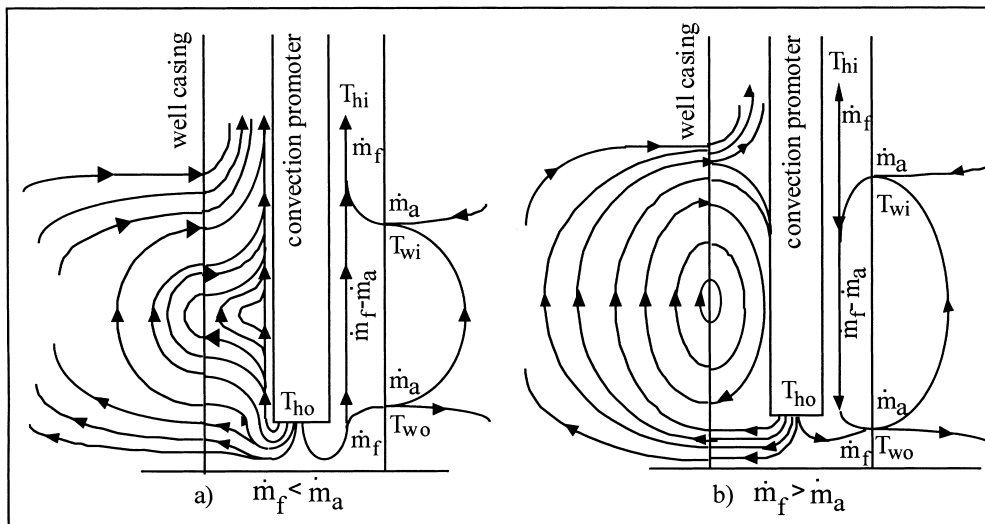 well casing
convection promoter
T_hi
ṁ_f
ṁ_a
T_wi
ṁ_f-ṁ_a
T_ho
ṁ_a
T_wo
ṁ_f
a) ṁ_f < ṁ_a
well casing
convection promoter
T_hi
ṁ_f
ṁ_a
T_wi
ṁ_f-ṁ_a
T_ho
ṁ_a
T_wo
ṁ_f
b) ṁ_f > ṁ_a